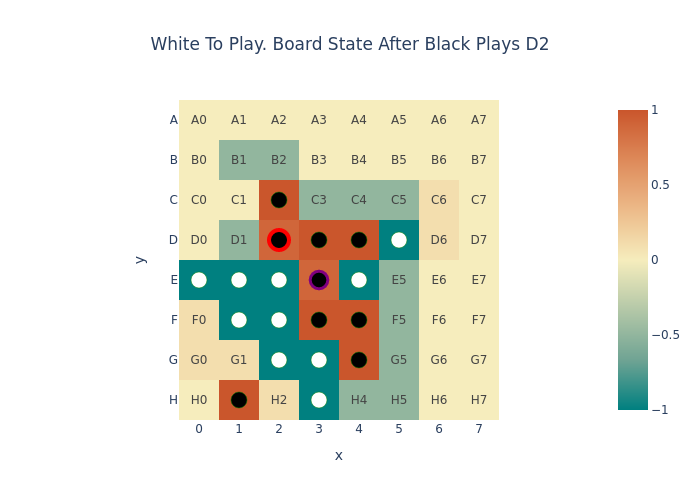 White To Play. Board State After Black Plays D2
A A0 A1 A2 A3 A4 A5 A6 A7
B B0 B1 B2 B3 B4 B5 B6 B7
C C0 C1 C3 C4 C5 C6 C7
D D0 D1 D6 D7
E E5 E6 E7
F F0 F5 F6 F7
G G0 G1 G5 G6 G7
H H0 H2 H4 H5 H6 H7
0 1 2 3 4 5 6 7
x
y
1
0.5
0
−0.5
−1